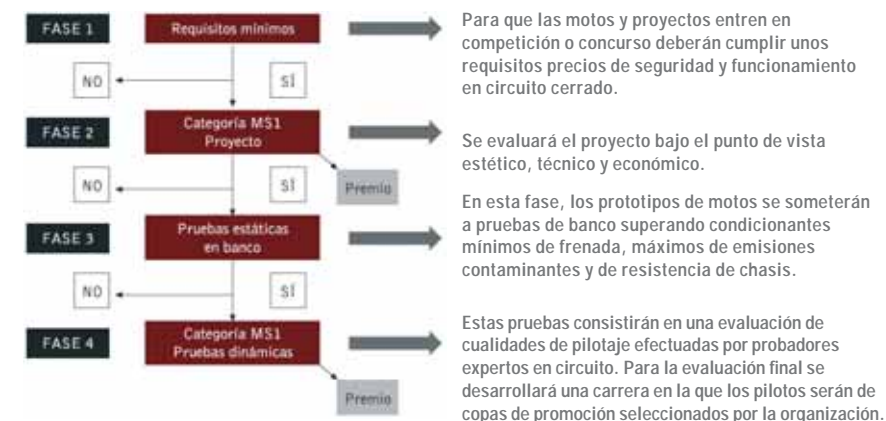 FASE 1
Requisitos mínimos
Para que las motos y proyectos entren en
competición o concurso deberán cumplir unos
requisitos precios de seguridad y funcionamiento
en circuito cerrado.
NO
SÍ
FASE 2
Categoría MS1
Proyecto
Se evaluará el proyecto bajo el punto de vista
estético, técnico y económico.
NO
SÍ
Premio
FASE 3
Pruebas estáticas
en banco
En esta fase, los prototipos de motos se someterán
a pruebas de banco superando condicionantes
mínimos de frenada, máximos de emisiones
contaminantes y de resistencia de chasis.
NO
SÍ
FASE 4
Categoría MS1
Pruebas dinámicas
Estas pruebas consistirán en una evaluación de
cualidades de pilotaje efectuadas por probadores
expertos en circuito. Para la evaluación final se
desarrollará una carrera en la que los pilotos serán de
copas de promoción seleccionados por la organización.
Premio